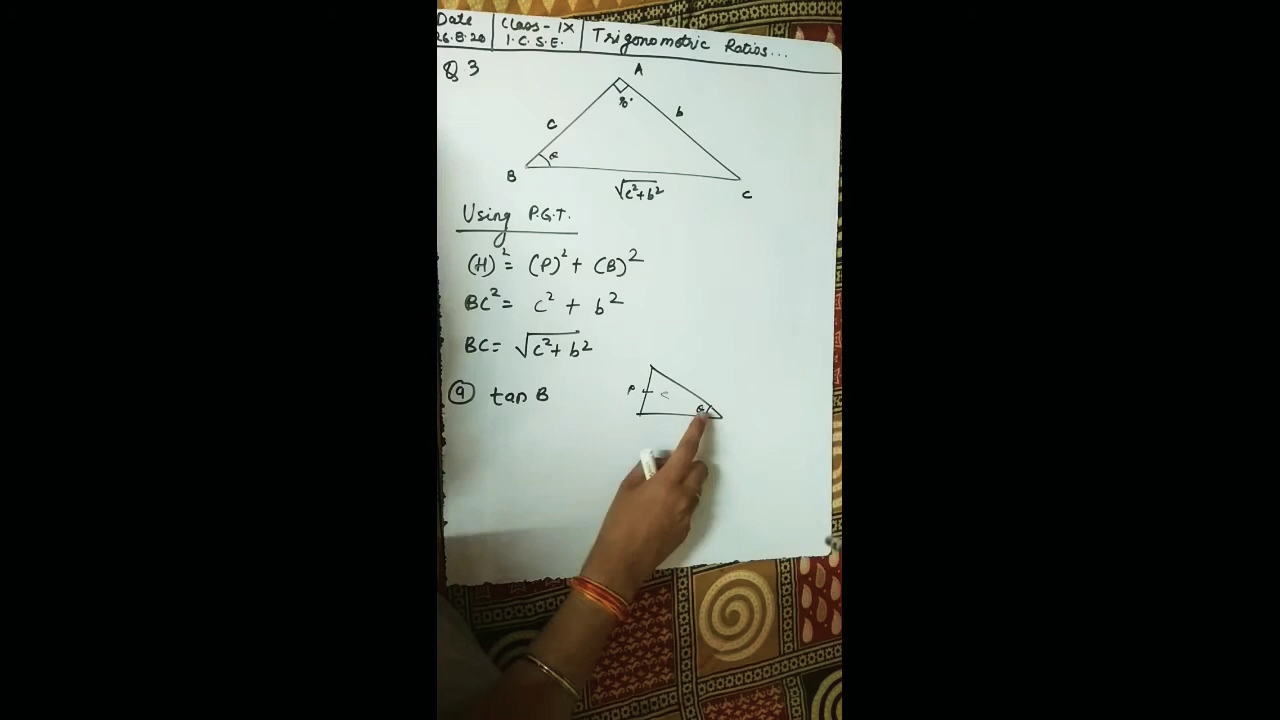 Date
26.8.20
Class - IX
I.C.S.E.
Trigonometric Ratios...
Q 3
A
90°
c
b
θ
B
C
√c²+b²
Using P.G.T.
(H)² = (P)² + (B)²
BC² = c² + b²
BC = √c²+b²
(a) tan B
P
c
θ